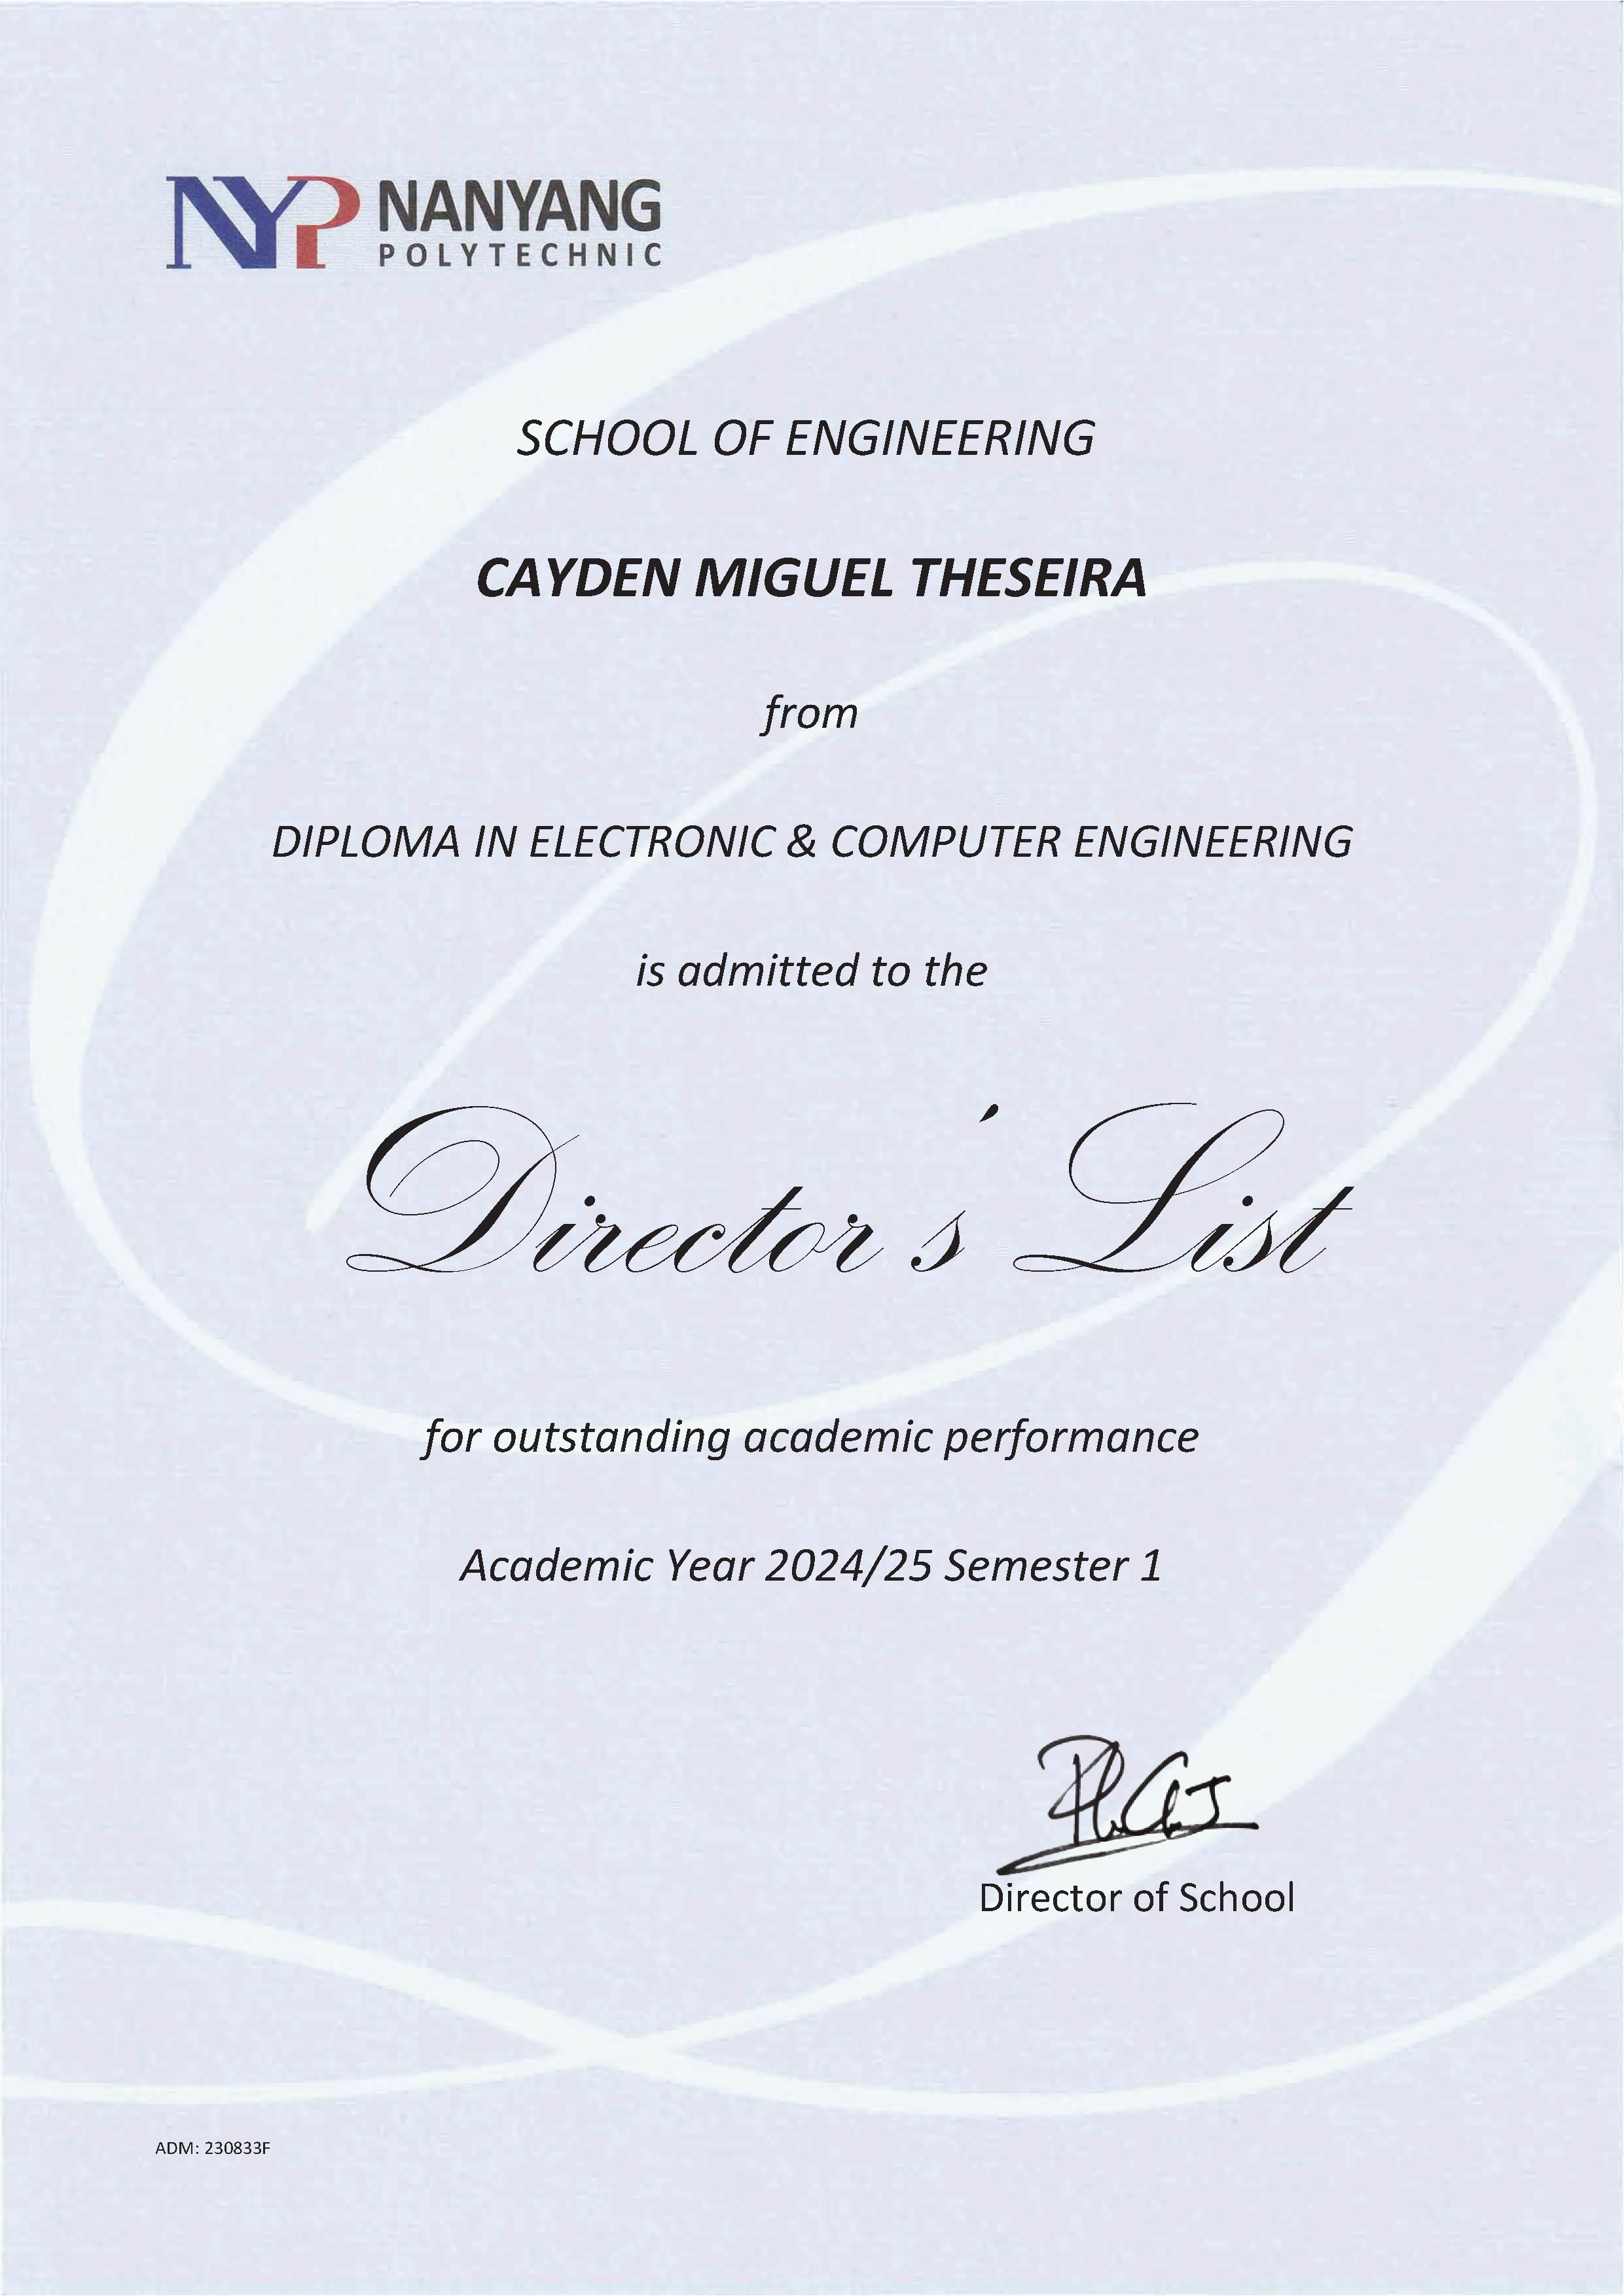 NYP NANYANG
POLYTECHNIC
SCHOOL OF ENGINEERING
CAYDEN MIGUEL THESEIRA
from
DIPLOMA IN ELECTRONIC & COMPUTER ENGINEERING
is admitted to the
Director's List
for outstanding academic performance
Academic Year 2024/25 Semester 1
Director of School
ADM: 230833F